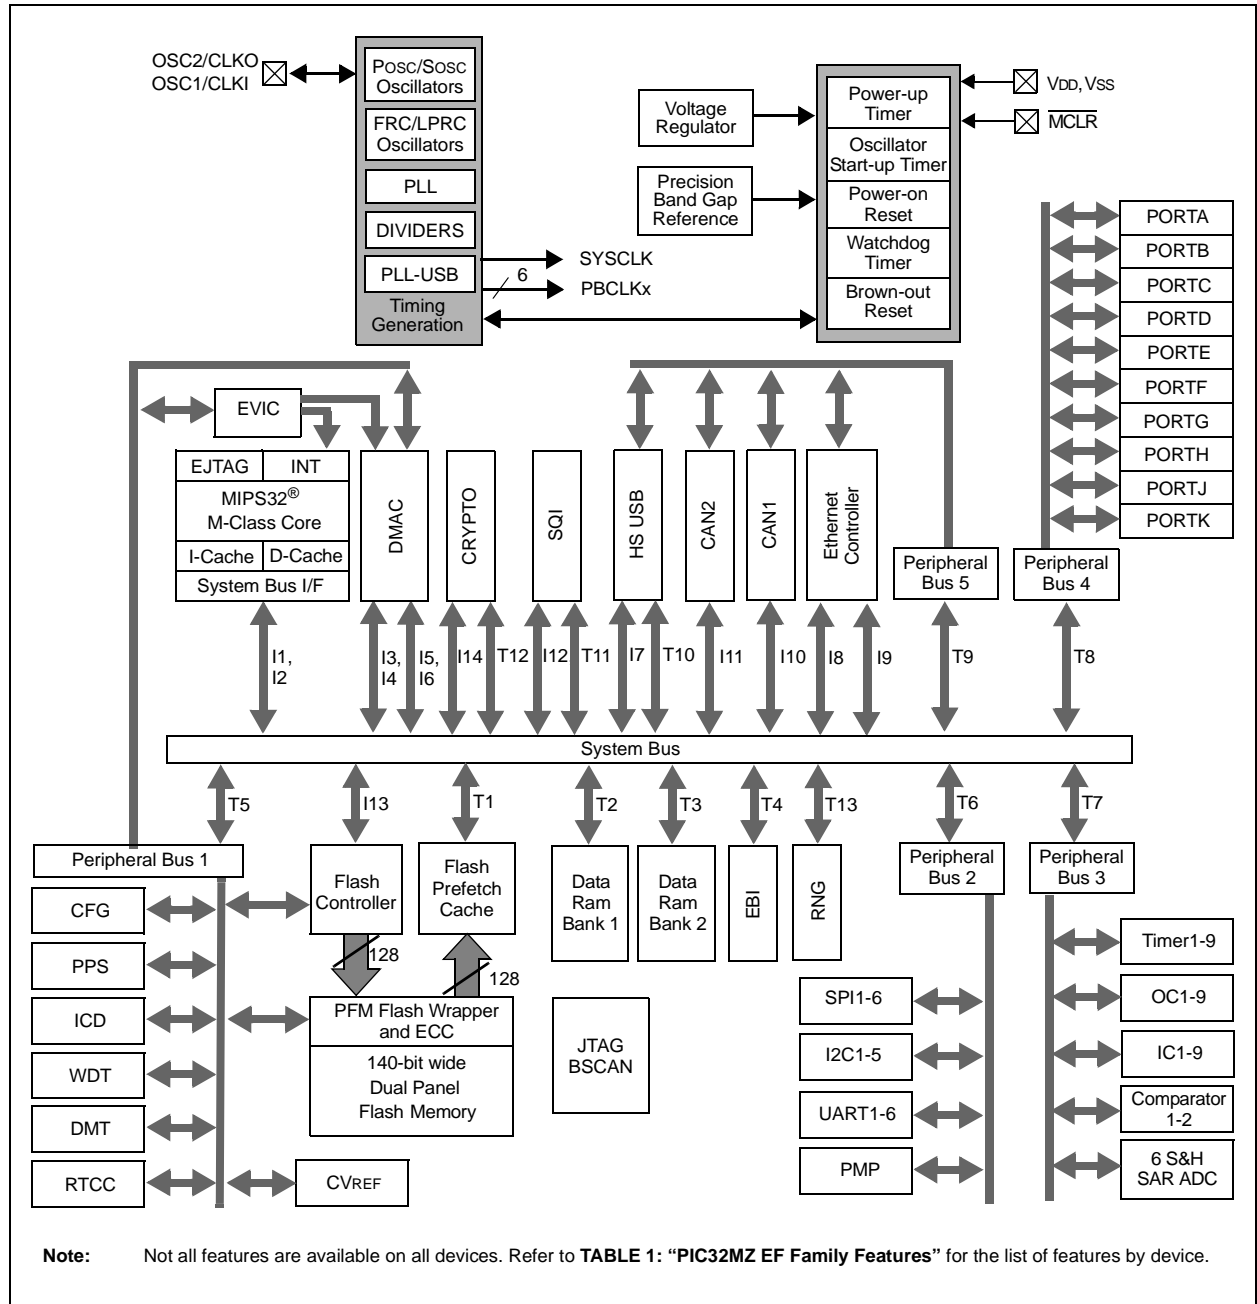 OSC2/CLKO
OSC1/CLKI
POSC/SOSC
Oscillators
FRC/LPRC
Oscillators
PLL
DIVIDERS
PLL-USB
Timing
Generation
6
SYSCLK
PBCLKx
Voltage
Regulator
Precision
Band Gap
Reference
Power-up
Timer
Oscillator
Start-up Timer
Power-on
Reset
Watchdog
Timer
Brown-out
Reset
VDD, VSS
MCLR
PORTA
PORTB
PORTC
PORTD
PORTE
PORTF
PORTG
PORTH
PORTJ
PORTK
EVIC
EJTAG
INT
MIPS32®
M-Class Core
I-Cache
D-Cache
System Bus I/F
DMAC
CRYPTO
SQI
HS USB
CAN2
CAN1
Ethernet
Controller
Peripheral
Bus 5
Peripheral
Bus 4
I1,
I2
I3,
I4
I5,
I6
I14
T12
I12
T11
I7
T10
I11
I10
I8
I9
T9
T8
System Bus
T5
I13
T1
T2
T3
T4
T13
T6
T7
Peripheral Bus 1
Flash
Controller
Flash
Prefetch
Cache
Data
Ram
Bank 1
Data
Ram
Bank 2
EBI
RNG
Peripheral
Bus 2
Peripheral
Bus 3
CFG
PPS
ICD
WDT
DMT
RTCC
128
128
PFM Flash Wrapper
and ECC
140-bit wide
Dual Panel
Flash Memory
CVREF
JTAG
BSCAN
SPI1-6
I2C1-5
UART1-6
PMP
Timer1-9
OC1-9
IC1-9
Comparator
1-2
6 S&H
SAR ADC
Note: Not all features are available on all devices. Refer to TABLE 1: “PIC32MZ EF Family Features” for the list of features by device.